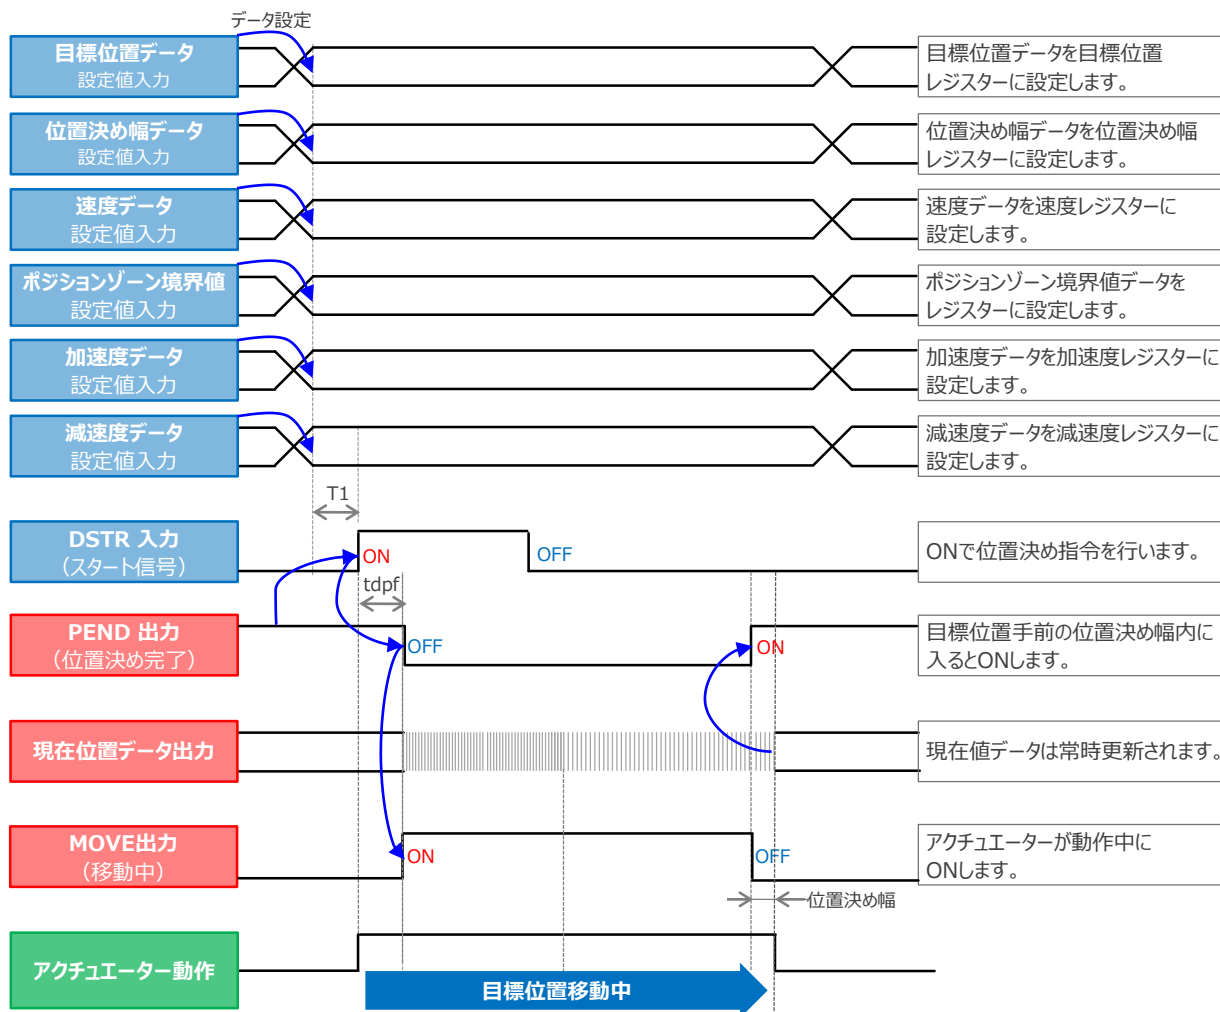 データ設定
目標位置データ
設定値入力
目標位置データを目標位置
レジスターに設定します。
位置決め幅データ
設定値入力
位置決め幅データを位置決め幅
レジスターに設定します。
速度データ
設定値入力
速度データを速度レジスターに
設定します。
ポジションゾーン境界値
設定値入力
ポジションゾーン境界値データを
レジスターに設定します。
加速度データ
設定値入力
加速度データを加速度レジスターに
設定します。
減速度データ
設定値入力
減速度データを減速度レジスターに
設定します。
T1
DSTR 入力
（スタート信号）
ON
OFF
ONで位置決め指令を行います。
tdpf
PEND 出力
（位置決め完了）
OFF
ON
目標位置手前の位置決め幅内に
入るとONします。
現在位置データ出力
現在値データは常時更新されます。
MOVE出力
（移動中）
ON
OFF
アクチュエーターが動作中に
ONします。
位置決め幅
アクチュエーター動作
目標位置移動中